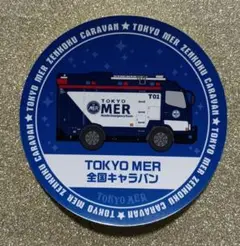 TOKYO MER ZENKOKU CARAVAN ★ TOKYO MER ZENKOKU CARAVAN ★ TOKYO MER ZENKOKU CARAVAN ★
TOKYO
MER
T01
TOKYO MER
全国キャラバン
TOKYO MER